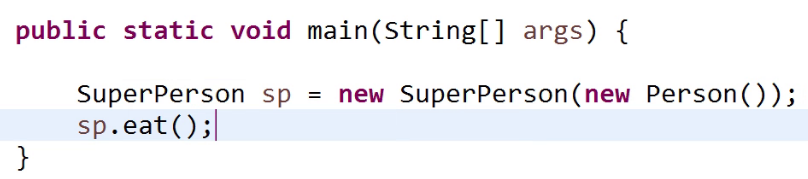 public static void main(String[] args) {
SuperPerson sp = new SuperPerson(new Person());
sp.eat();
}